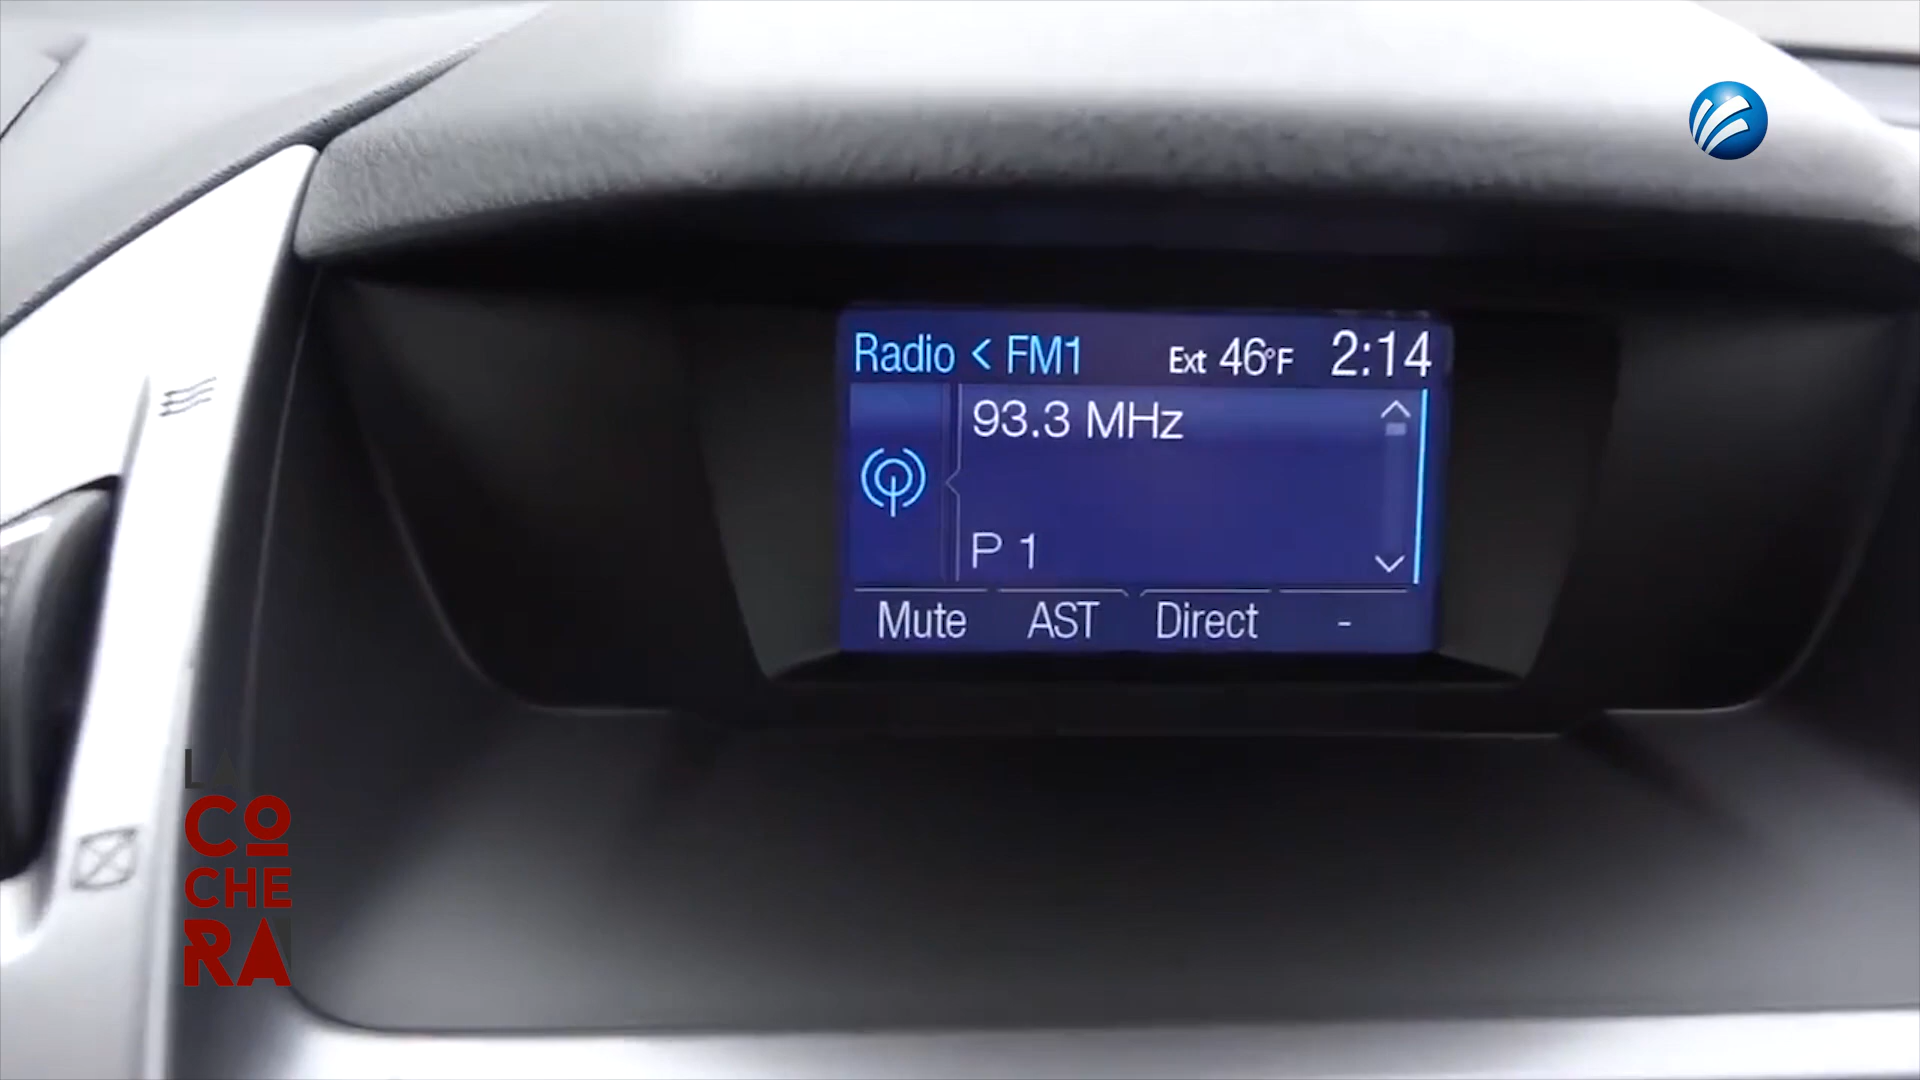 Radio < FM1 Ext 46°F 2:14
93.3 MHz
P 1
Mute AST Direct -
LA
CO
CHE
RA